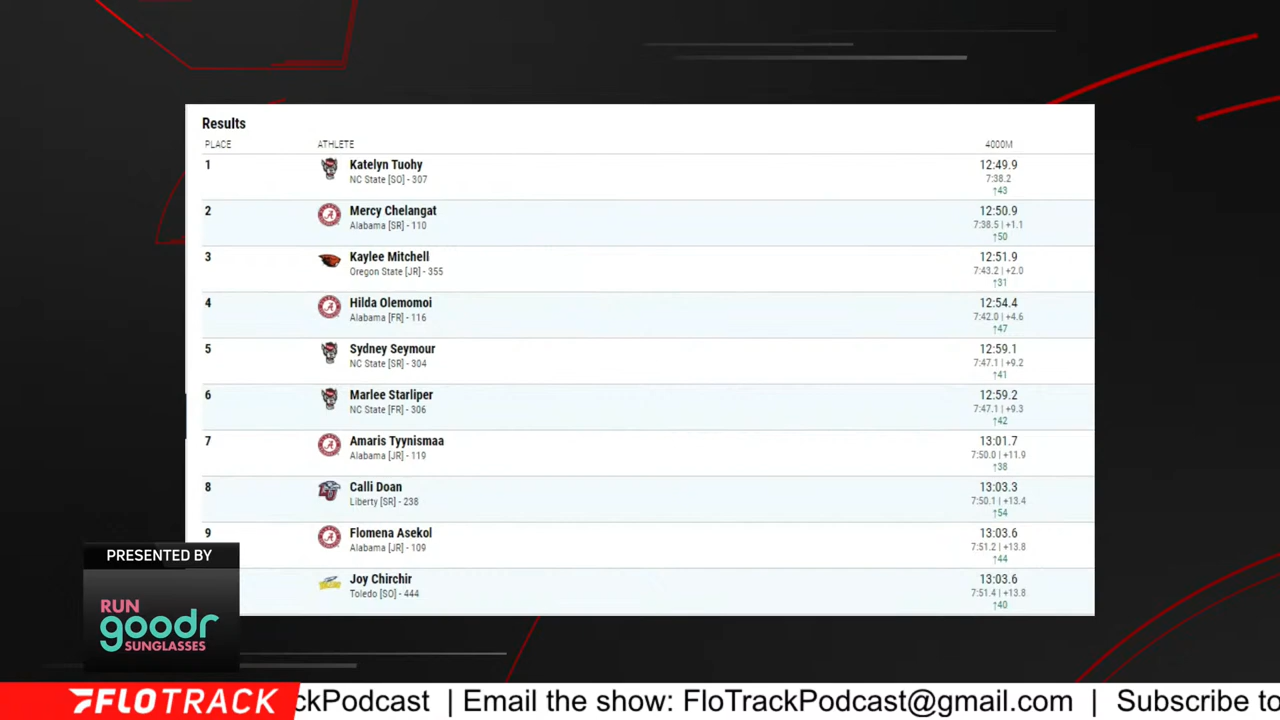 Results
PLACE ATHLETE 4000M
1 Katelyn Tuohy 12:49.9
NC State [SO] - 307 7:38.2
↑43
2 Mercy Chelangat 12:50.9
Alabama [SR] - 110 7:38.5 | +1.1
↑50
3 Kaylee Mitchell 12:51.9
Oregon State [JR] - 355 7:43.2 | +2.0
↑31
4 Hilda Olemomoi 12:54.4
Alabama [FR] - 116 7:42.0 | +4.6
↑47
5 Sydney Seymour 12:59.1
NC State [SR] - 304 7:47.1 | +9.2
↑41
6 Marlee Starliper 12:59.2
NC State [FR] - 306 7:47.1 | +9.3
↑42
7 Amaris Tyynismaa 13:01.7
Alabama [JR] - 119 7:50.0 | +11.9
↑38
8 Calli Doan 13:03.3
Liberty [SR] - 238 7:50.1 | +13.4
↑54
9 Flomena Asekol 13:03.6
Alabama [JR] - 109 7:51.2 | +13.8
↑44
Joy Chirchir 13:03.6
Toledo [SO] - 444 7:51.4 | +13.8
↑40
PRESENTED BY
RUN
goodr
SUNGLASSES
FLOTRACK ckPodcast | Email the show: FloTrackPodcast@gmail.com | Subscribe to